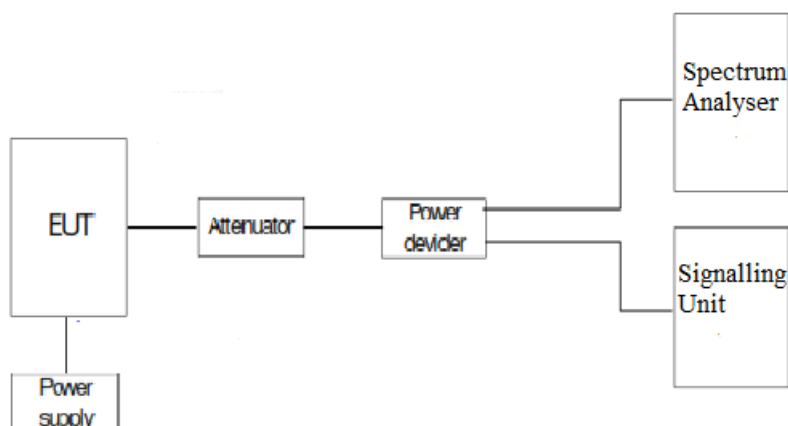 Spectrum
Analyser
EUT
Attenuator
Power
devider
Signalling
Unit
Power
supply